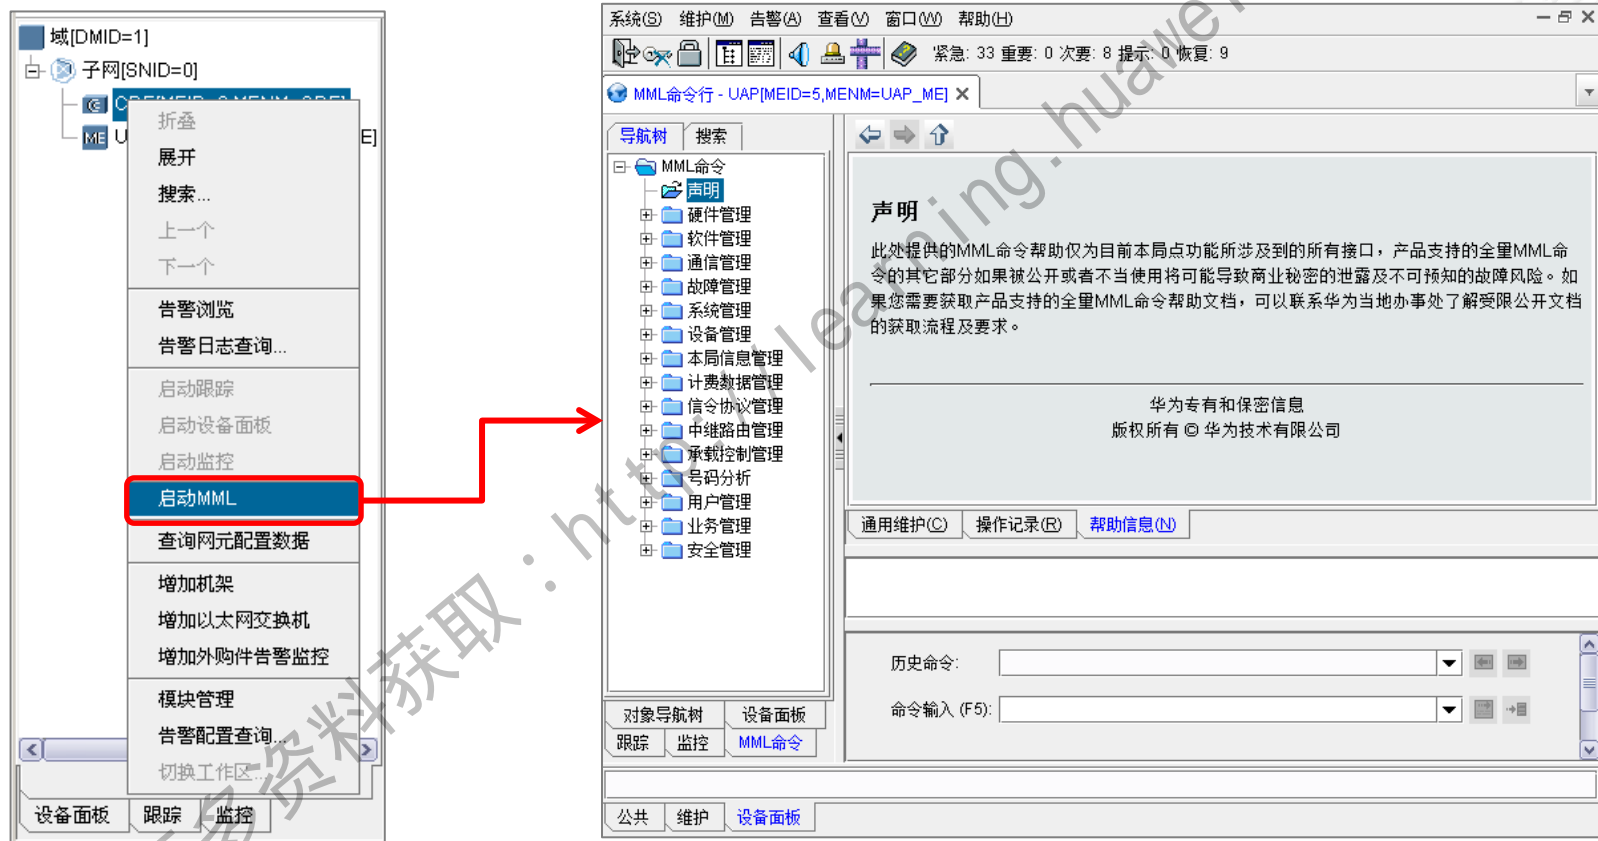 域[DMID=1]
子网[SNID=0]
E]
折叠
展开
搜索...
上一个
下一个
告警浏览
告警日志查询...
启动跟踪
启动设备面板
启动监控
启动MML
查询网元配置数据
增加机架
增加以太网交换机
增加外购件告警监控
模块管理
告警配置查询...
切换工作区...
设备面板 跟踪 监控
系统(S) 维护(M) 告警(A) 查看(V) 窗口(W) 帮助(H)
紧急: 33 重要: 0 次要: 8 提示: 0 恢复: 9
MML命令行 - UAP[MEID=5,MENM=UAP_ME]
导航树 搜索
MML命令
声明
硬件管理
软件管理
通信管理
故障管理
系统管理
设备管理
本局信息管理
计费数据管理
信令协议管理
中继路由管理
承载控制管理
号码分析
用户管理
业务管理
安全管理
对象导航树 设备面板
跟踪 监控 MML命令
声明
此处提供的MML命令帮助仅为目前本局点功能所涉及到的所有接口，产品支持的全量MML命
令的其它部分如果被公开或者不当使用将可能导致商业秘密的泄露及不可预知的故障风险。如
果您需要获取产品支持的全量MML命令帮助文档，可以联系华为当地办事处了解受限公开文档
的获取流程及要求。
华为专有和保密信息
版权所有 © 华为技术有限公司
通用维护(C) 操作记录(R) 帮助信息(N)
历史命令:
命令输入 (F5):
公共 维护 设备面板
多资料获取：http://learning.huawe